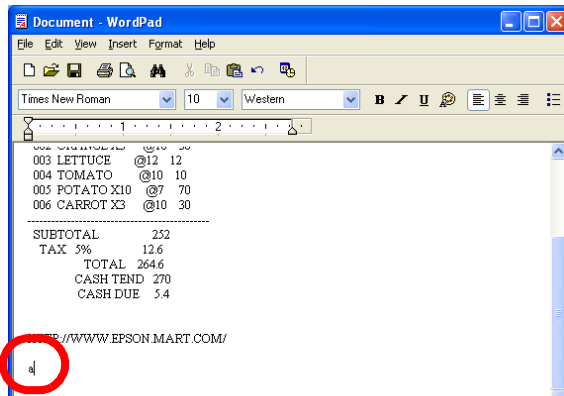 Document - WordPad
File Edit View Insert Format Help
Times New Roman 10 Western B / U
1 2
003 LETTUCE @12 12
004 TOMATO @10 10
005 POTATO X10 @7 70
006 CARROT X3 @10 30
----------------------------------------------
SUBTOTAL 252
TAX 5% 12.6
TOTAL 264.6
CASH TEND 270
CASH DUE 5.4
HTTP://WWW.EPSON.MART.COM/
a